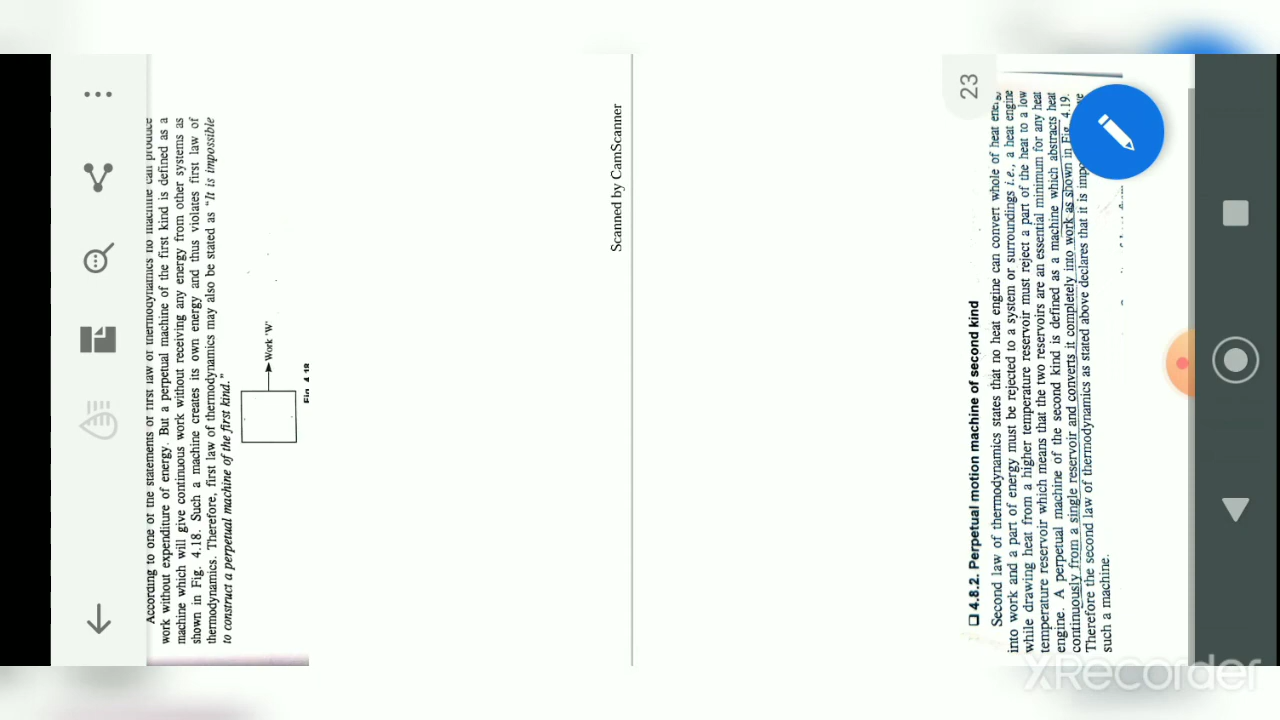 According to one of the statements of first law of thermodynamics no machine can produce
work without expenditure of energy. But a perpetual machine of the first kind is defined as a
machine which will give continuous work without receiving any energy from other systems as
shown in Fig. 4.18. Such a machine creates its own energy and thus violates first law of
thermodynamics. Therefore, first law of thermodynamics may also be stated as "It is impossible
to construct a perpetual machine of the first kind."
Work 'W'
Fig. 4.18
Scanned by CamScanner
23
❑ 4.8.2. Perpetual motion machine of second kind
Second law of thermodynamics states that no heat engine can convert whole of heat
into work and a part of energy must be rejected to a system or surroundings i.e., a heat engine
while drawing heat from a higher temperature reservoir must reject a part of the heat to a low
temperature reservoir which means that the two reservoirs are an essential minimum for any heat
engine. A perpetual machine of the second kind is defined as a machine which abstracts heat
continuously from a single reservoir and converts it completely into work as shown in Fig. 4.19.
Therefore the second law of thermodynamics as stated above declares that it is
such a machine.
XRecorder